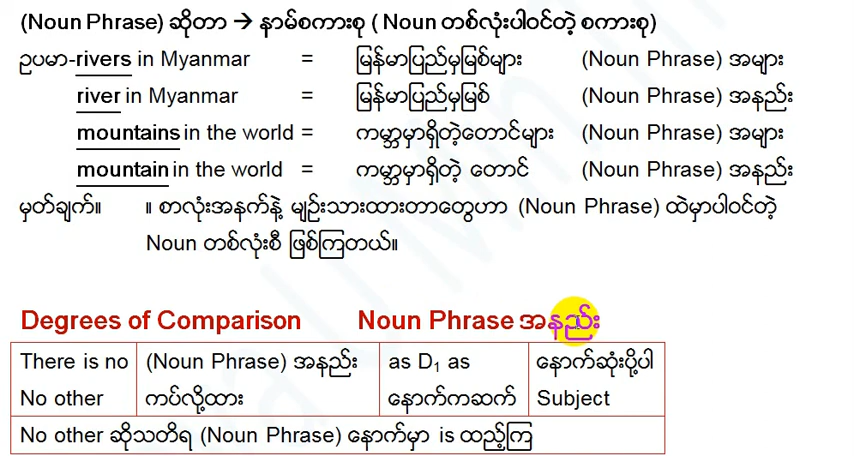 (Noun Phrase) ဆိုတာ → နာမ်စကားစု ( Noun တစ်လုံးပါဝင်တဲ့ စကားစု)
ဥပမာ-rivers in Myanmar = မြန်မာပြည်မှမြစ်များ (Noun Phrase) အများ
river in Myanmar = မြန်မာပြည်မှမြစ် (Noun Phrase) အနည်း
mountains in the world = ကမ္ဘာမှာရှိတဲ့တောင်များ (Noun Phrase) အများ
mountain in the world = ကမ္ဘာမှာရှိတဲ့ တောင် (Noun Phrase) အနည်း
မှတ်ချက်။ ။ စာလုံးအနက်နဲ့ မျဉ်းသားထားတာတွေဟာ (Noun Phrase) ထဲမှာပါဝင်တဲ့
Noun တစ်လုံးစီ ဖြစ်ကြတယ်။
Degrees of Comparison Noun Phrase အနည်း
There is no (Noun Phrase) အနည်း as D₁ as နောက်ဆုံးပို့ပါ
No other ကပ်လို့ထား နောက်ကဆက် Subject
No other ဆိုသတိရ (Noun Phrase) နောက်မှာ is ထည့်ကြ